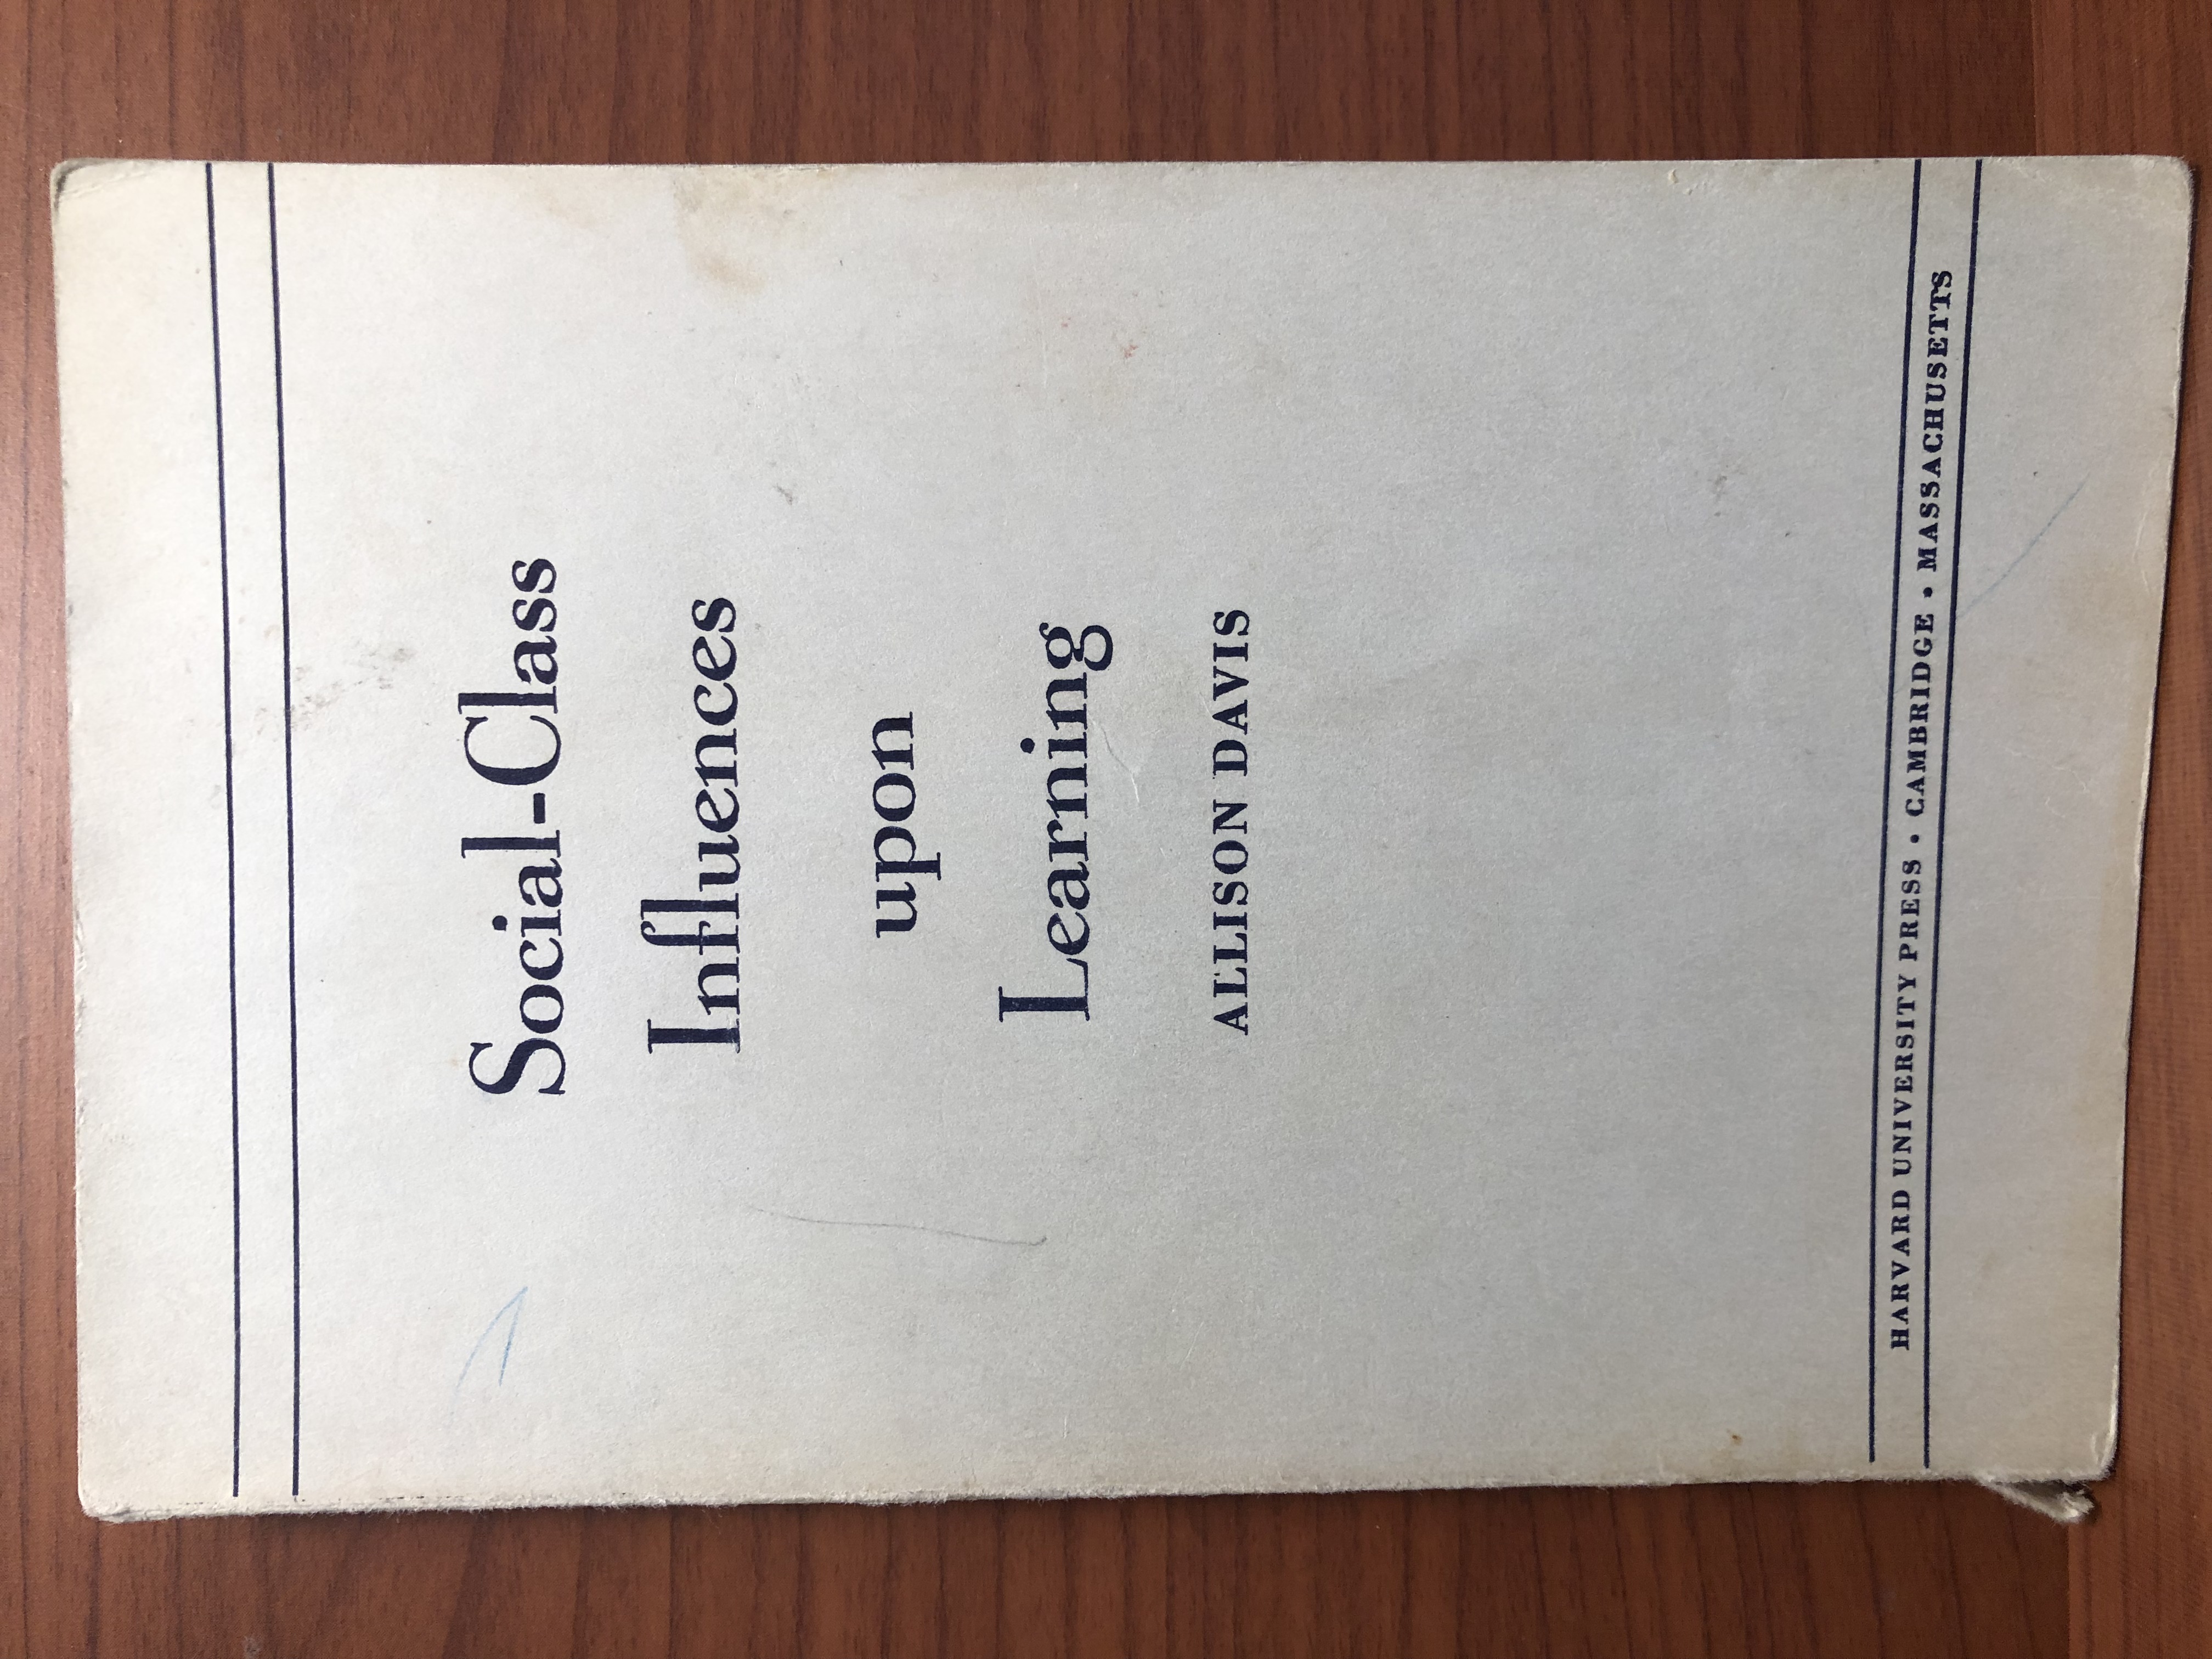 Social-Class
Influences
upon
Learning
ALLISON DAVIS
HARVARD UNIVERSITY PRESS • CAMBRIDGE • MASSACHUSETTS